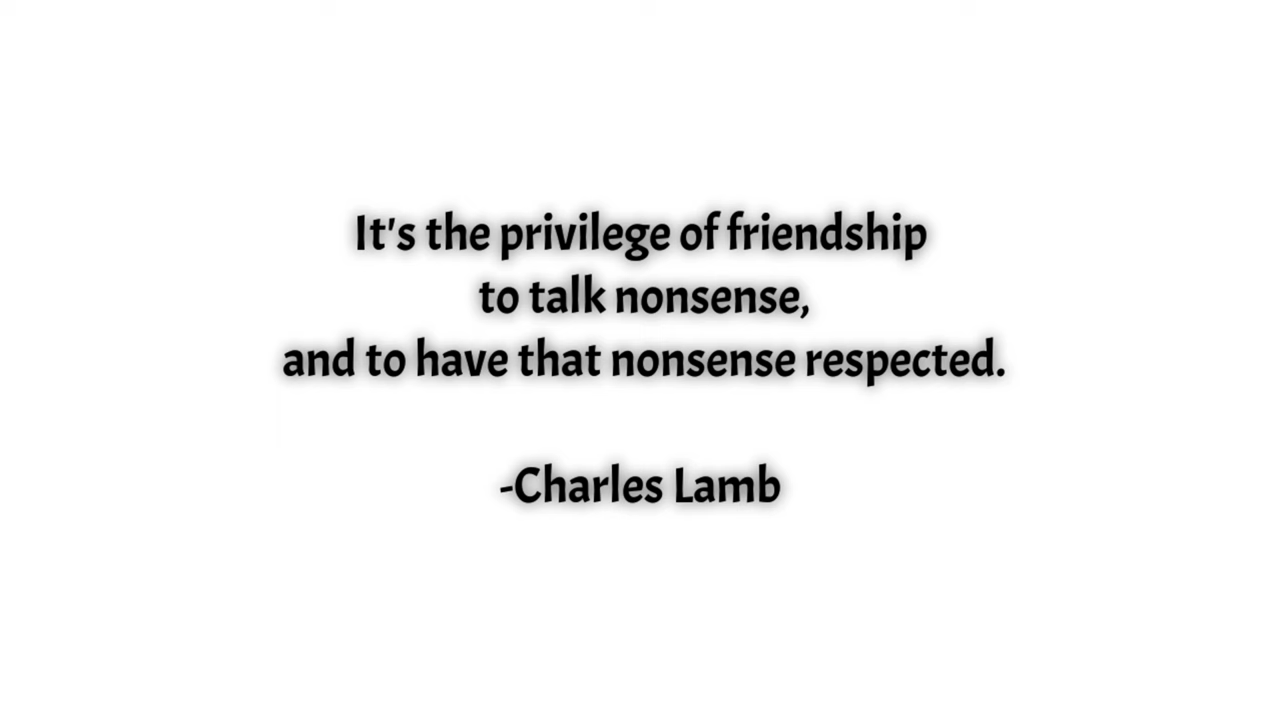 It's the privilege of friendship
to talk nonsense,
and to have that nonsense respected.
-Charles Lamb